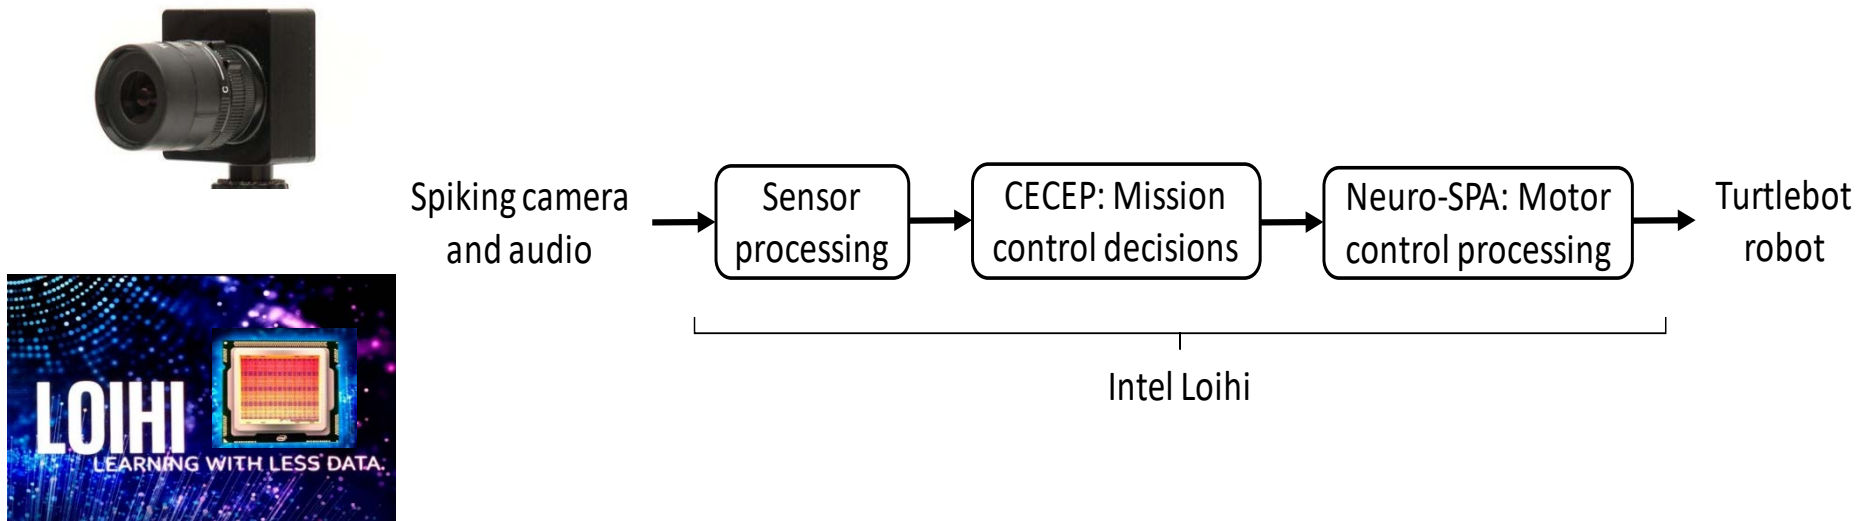 Spiking camera
and audio
Sensor
processing
CECEP: Mission
control decisions
Neuro-SPA: Motor
control processing
Turtlebot
robot
Intel Loihi
LOIHI
LEARNING WITH LESS DATA.